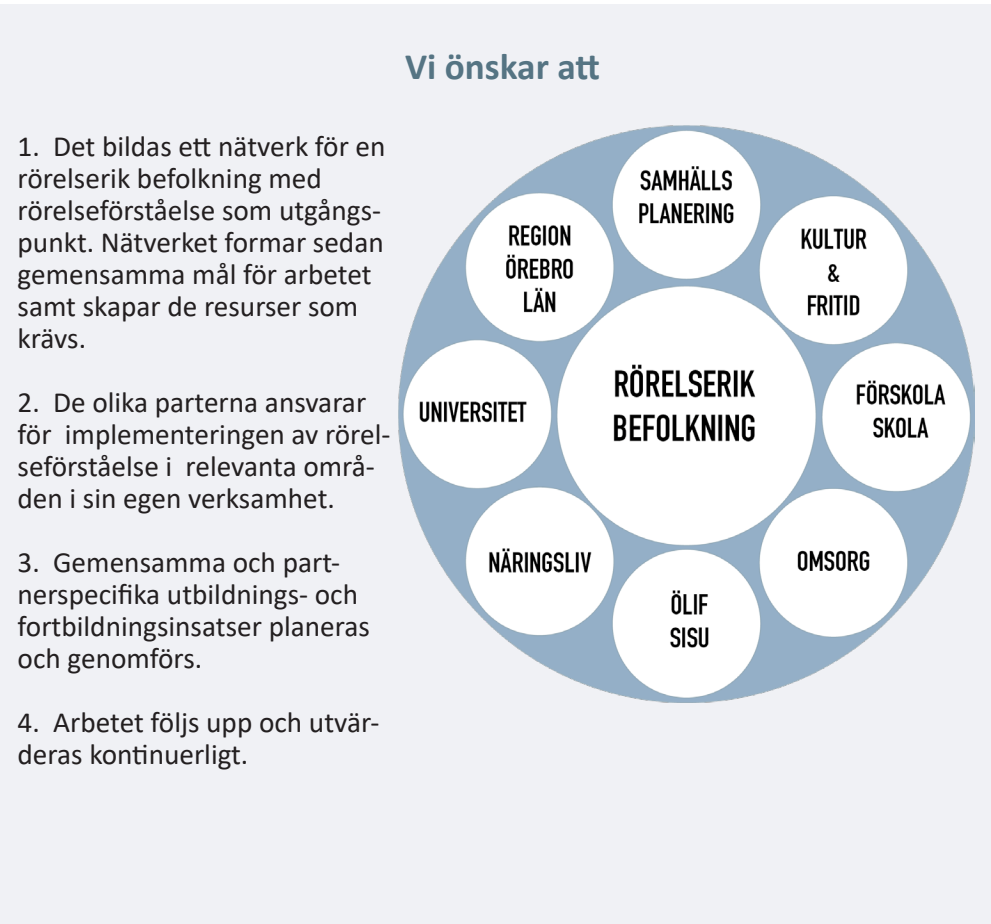 Vi önskar att
1. Det bildas ett nätverk för en
rörelserik befolkning med
rörelseförståelse som utgångs-
punkt. Nätverket formar sedan
gemensamma mål för arbetet
samt skapar de resurser som
krävs.
2. De olika parterna ansvarar
för implementeringen av rörel-
seförståelse i relevanta områ-
den i sin egen verksamhet.
3. Gemensamma och part-
nerspecifika utbildnings- och
fortbildningsinsatser planeras
och genomförs.
4. Arbetet följs upp och utvär-
deras kontinuerligt.
SAMHÄLLS
PLANERING
KULTUR
&
FRITID
FÖRSKOLA
SKOLA
OMSORG
ÖLIF
SISU
NÄRINGSLIV
UNIVERSITET
REGION
ÖREBRO
LÄN
RÖRELSERIK
BEFOLKNING